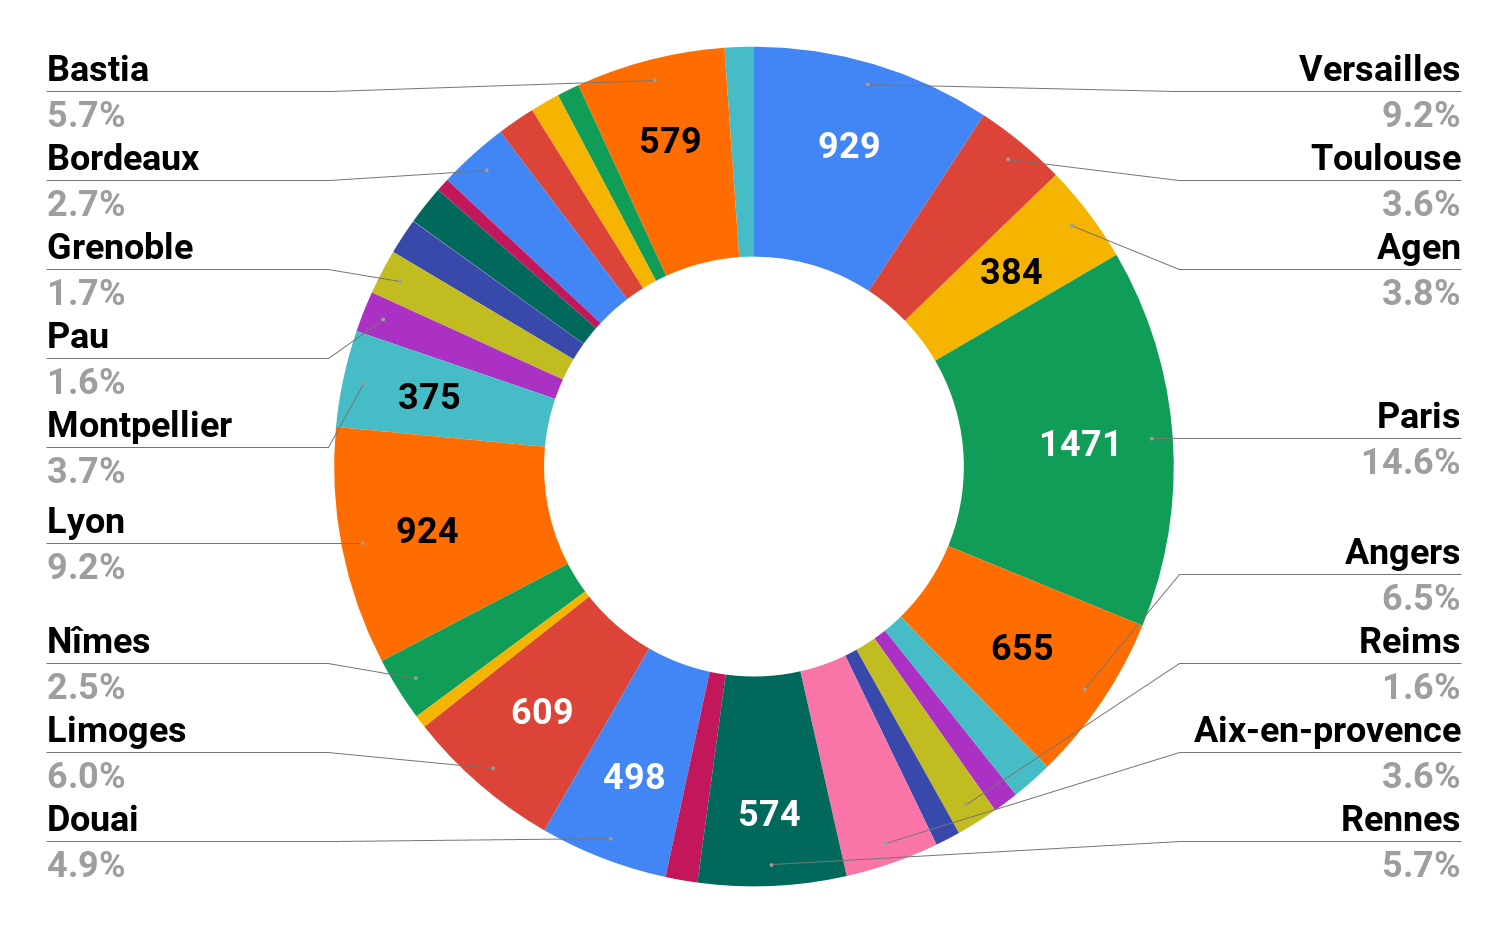 Bastia
5.7%
Bordeaux
2.7%
Grenoble
1.7%
Pau
1.6%
Montpellier
3.7%
Lyon
9.2%
Nîmes
2.5%
Limoges
6.0%
Douai
4.9%
579
929
384
1471
655
574
498
609
924
375
Versailles
9.2%
Toulouse
3.6%
Agen
3.8%
Paris
14.6%
Angers
6.5%
Reims
1.6%
Aix-en-provence
3.6%
Rennes
5.7%